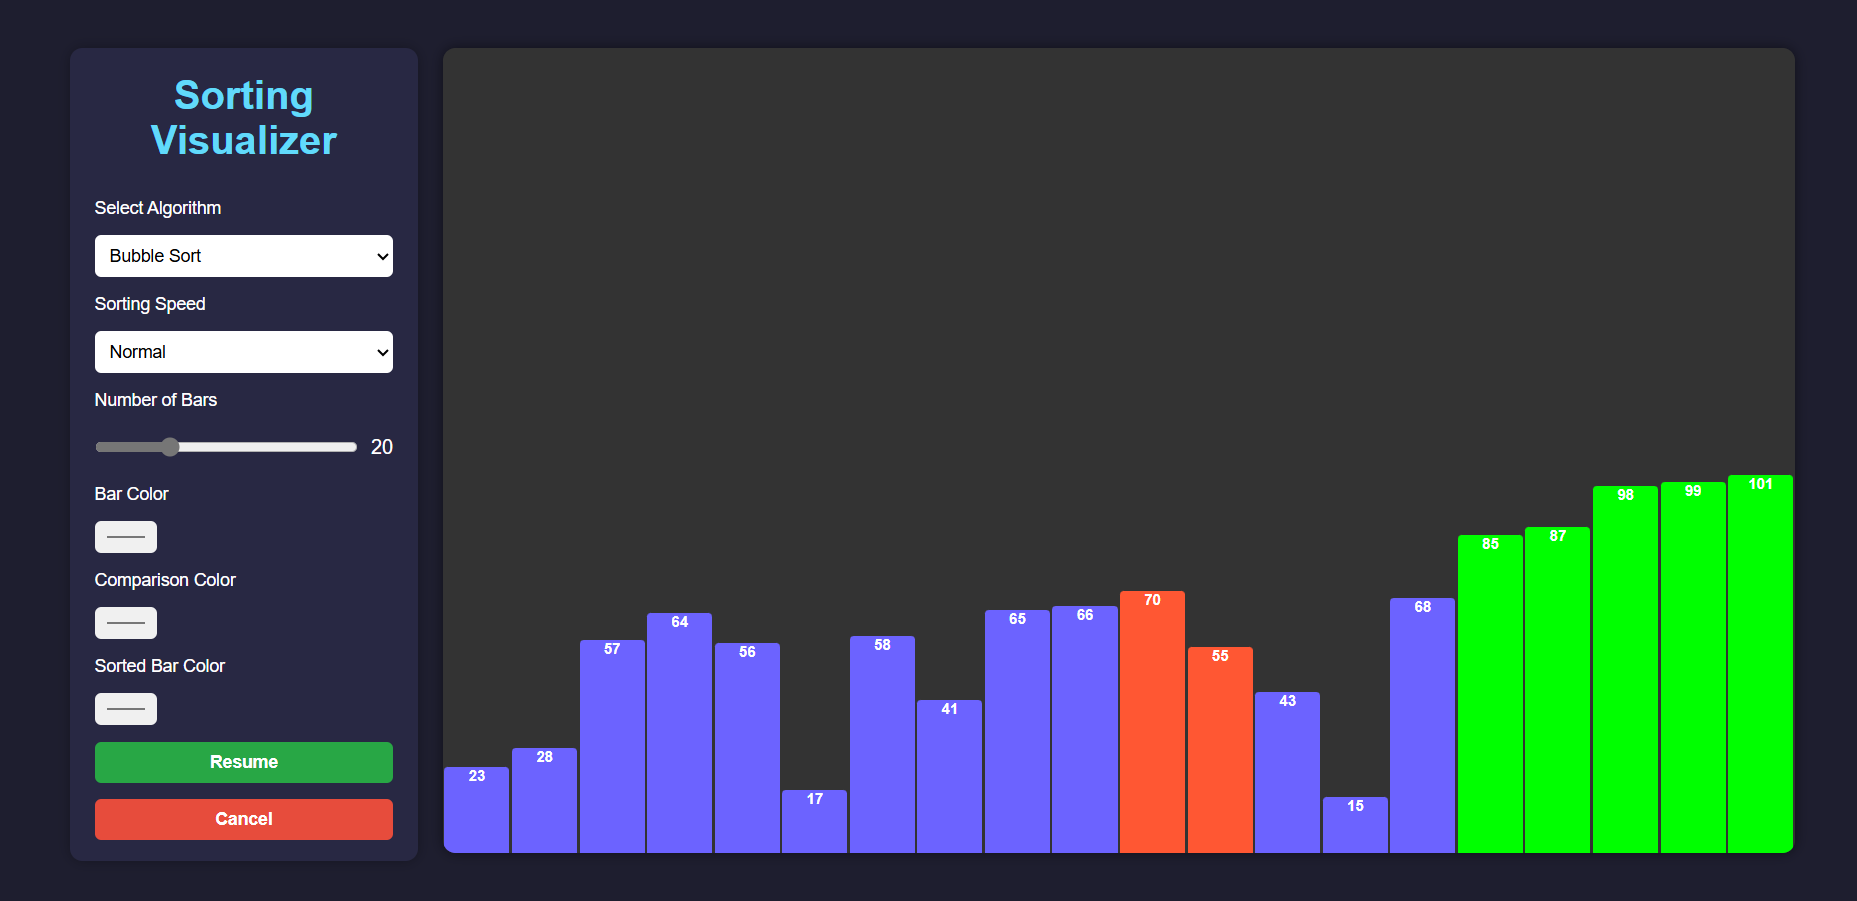 Sorting
Visualizer
Select Algorithm
Bubble Sort
Sorting Speed
Normal
Number of Bars
20
Bar Color
Comparison Color
Sorted Bar Color
Resume
Cancel
23
28
57
64
56
17
58
41
65
66
70
55
43
15
68
85
87
98
99
101